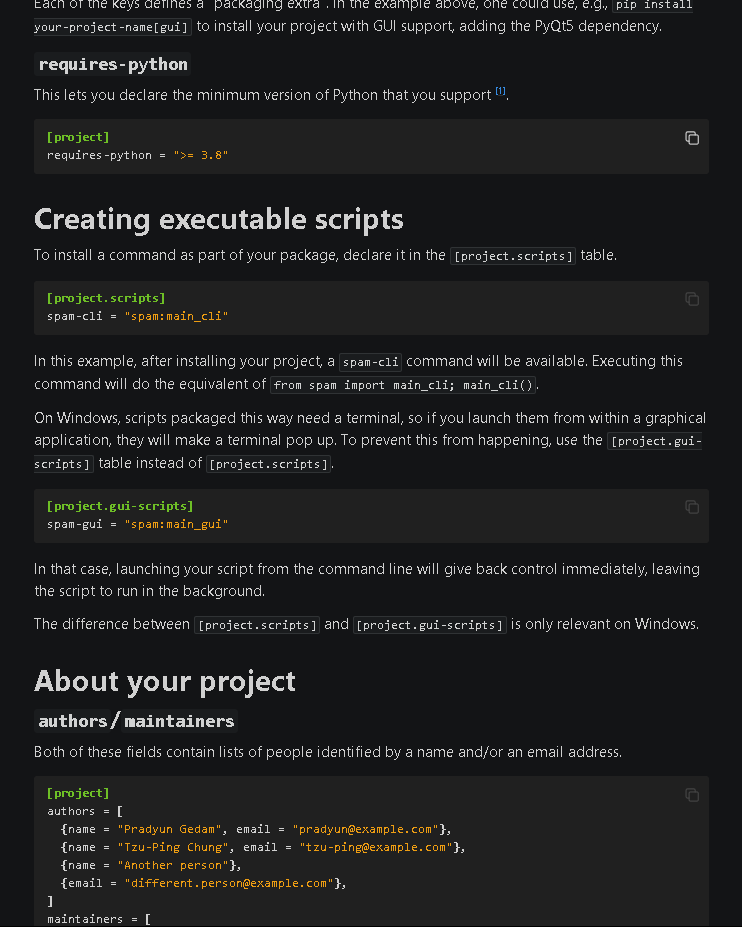 Each of the keys defines a "packaging extra". In the example above, one could use, e.g., pip install
your-project-name[gui] to install your project with GUI support, adding the PyQt5 dependency.
requires-python
This lets you declare the minimum version of Python that you support [1].
[project]
requires-python = ">= 3.8"
Creating executable scripts
To install a command as part of your package, declare it in the [project.scripts] table.
[project.scripts]
spam-cli = "spam:main_cli"
In this example, after installing your project, a spam-cli command will be available. Executing this
command will do the equivalent of from spam import main_cli; main_cli().
On Windows, scripts packaged this way need a terminal, so if you launch them from within a graphical
application, they will make a terminal pop up. To prevent this from happening, use the [project.gui-
scripts] table instead of [project.scripts].
[project.gui-scripts]
spam-gui = "spam:main_gui"
In that case, launching your script from the command line will give back control immediately, leaving
the script to run in the background.
The difference between [project.scripts] and [project.gui-scripts] is only relevant on Windows.
About your project
authors/maintainers
Both of these fields contain lists of people identified by a name and/or an email address.
[project]
authors = [
  {name = "Pradyun Gedam", email = "pradyun@example.com"},
  {name = "Tzu-Ping Chung", email = "tzu-ping@example.com"},
  {name = "Another person"},
  {email = "different.person@example.com"},
]
maintainers = [